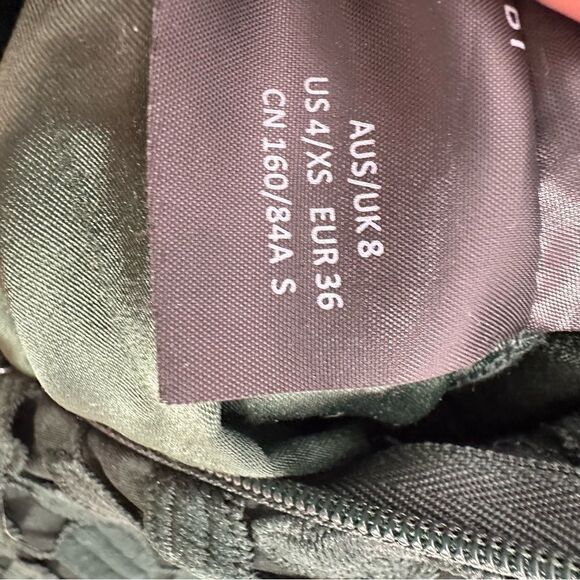 AUS/UK 8
US 4/XS EUR 36
CN 160/84A S